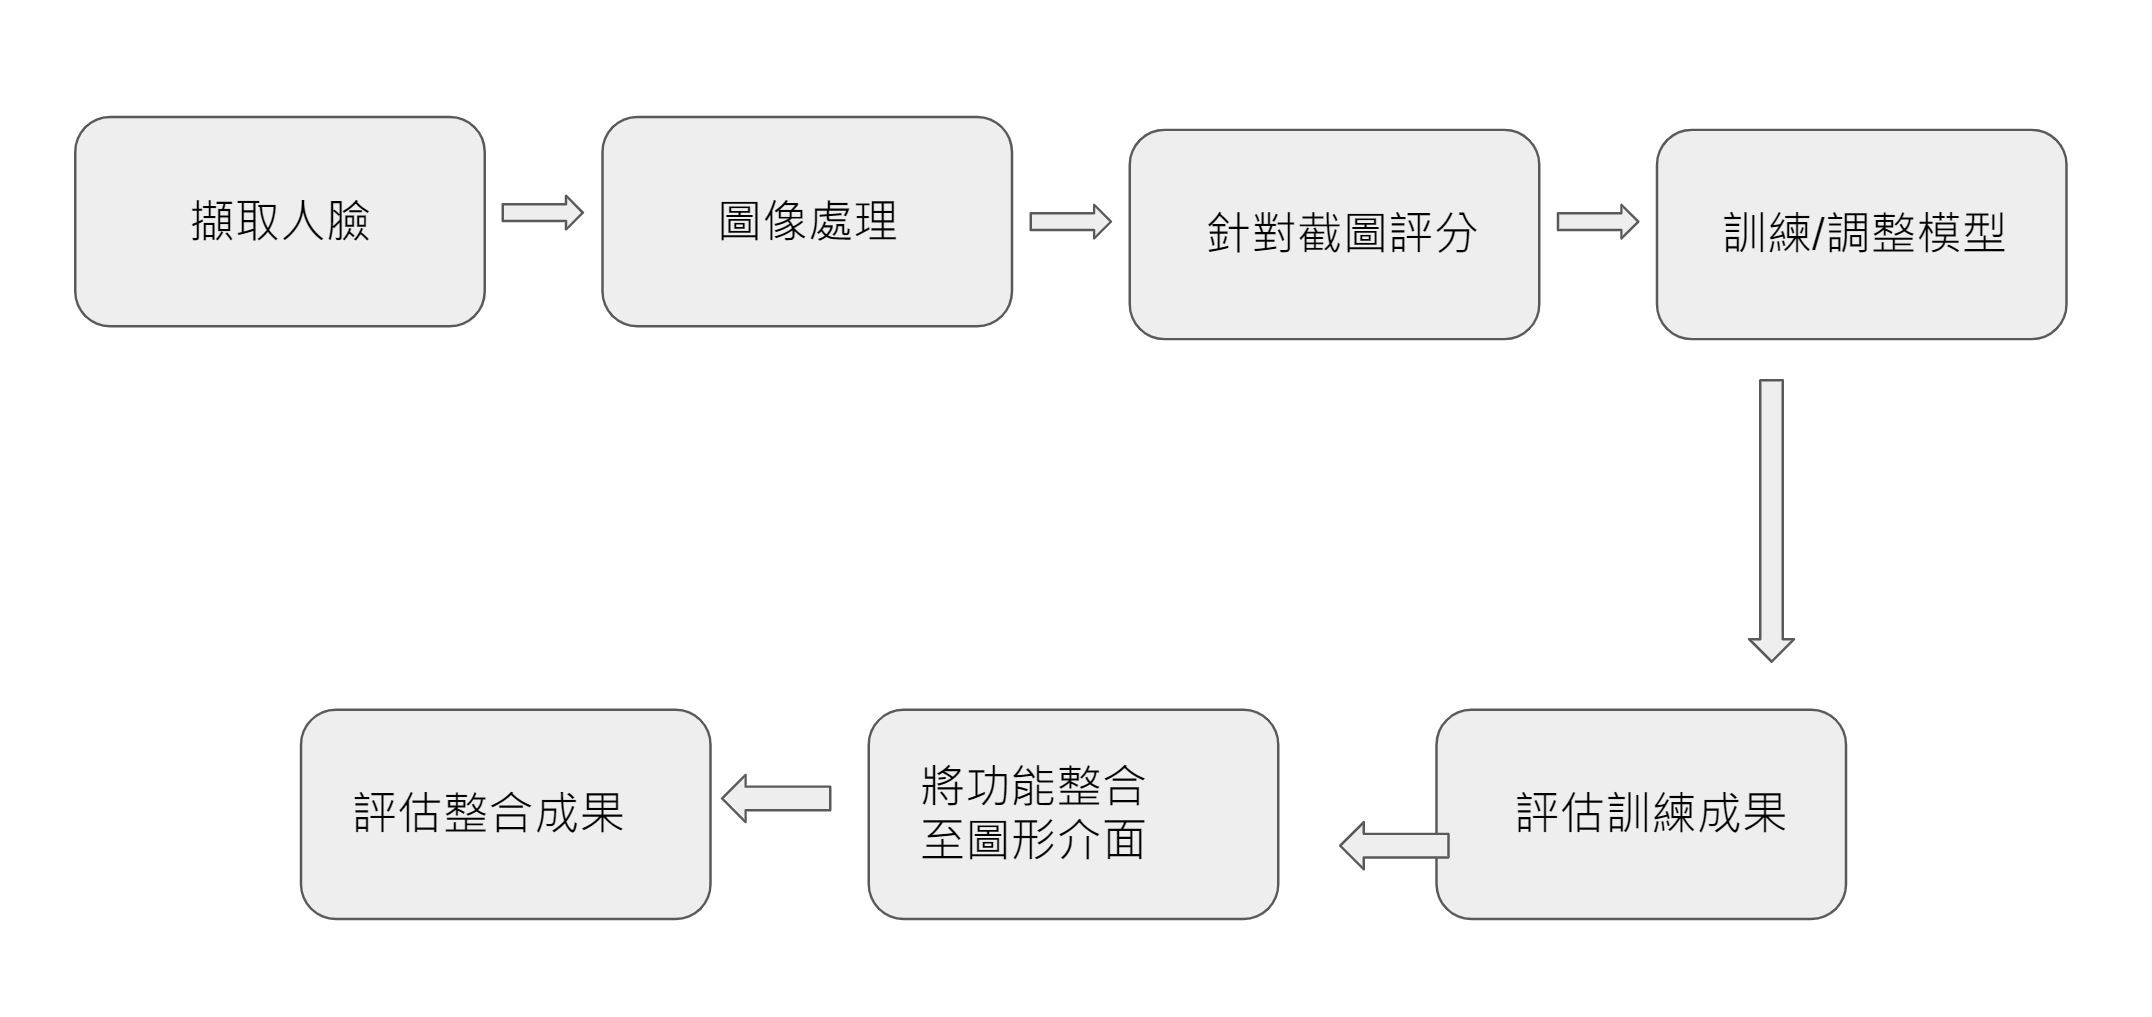 擷取人臉
圖像處理
針對截圖評分
訓練/調整模型
評估訓練成果
將功能整合
至圖形介面
評估整合成果